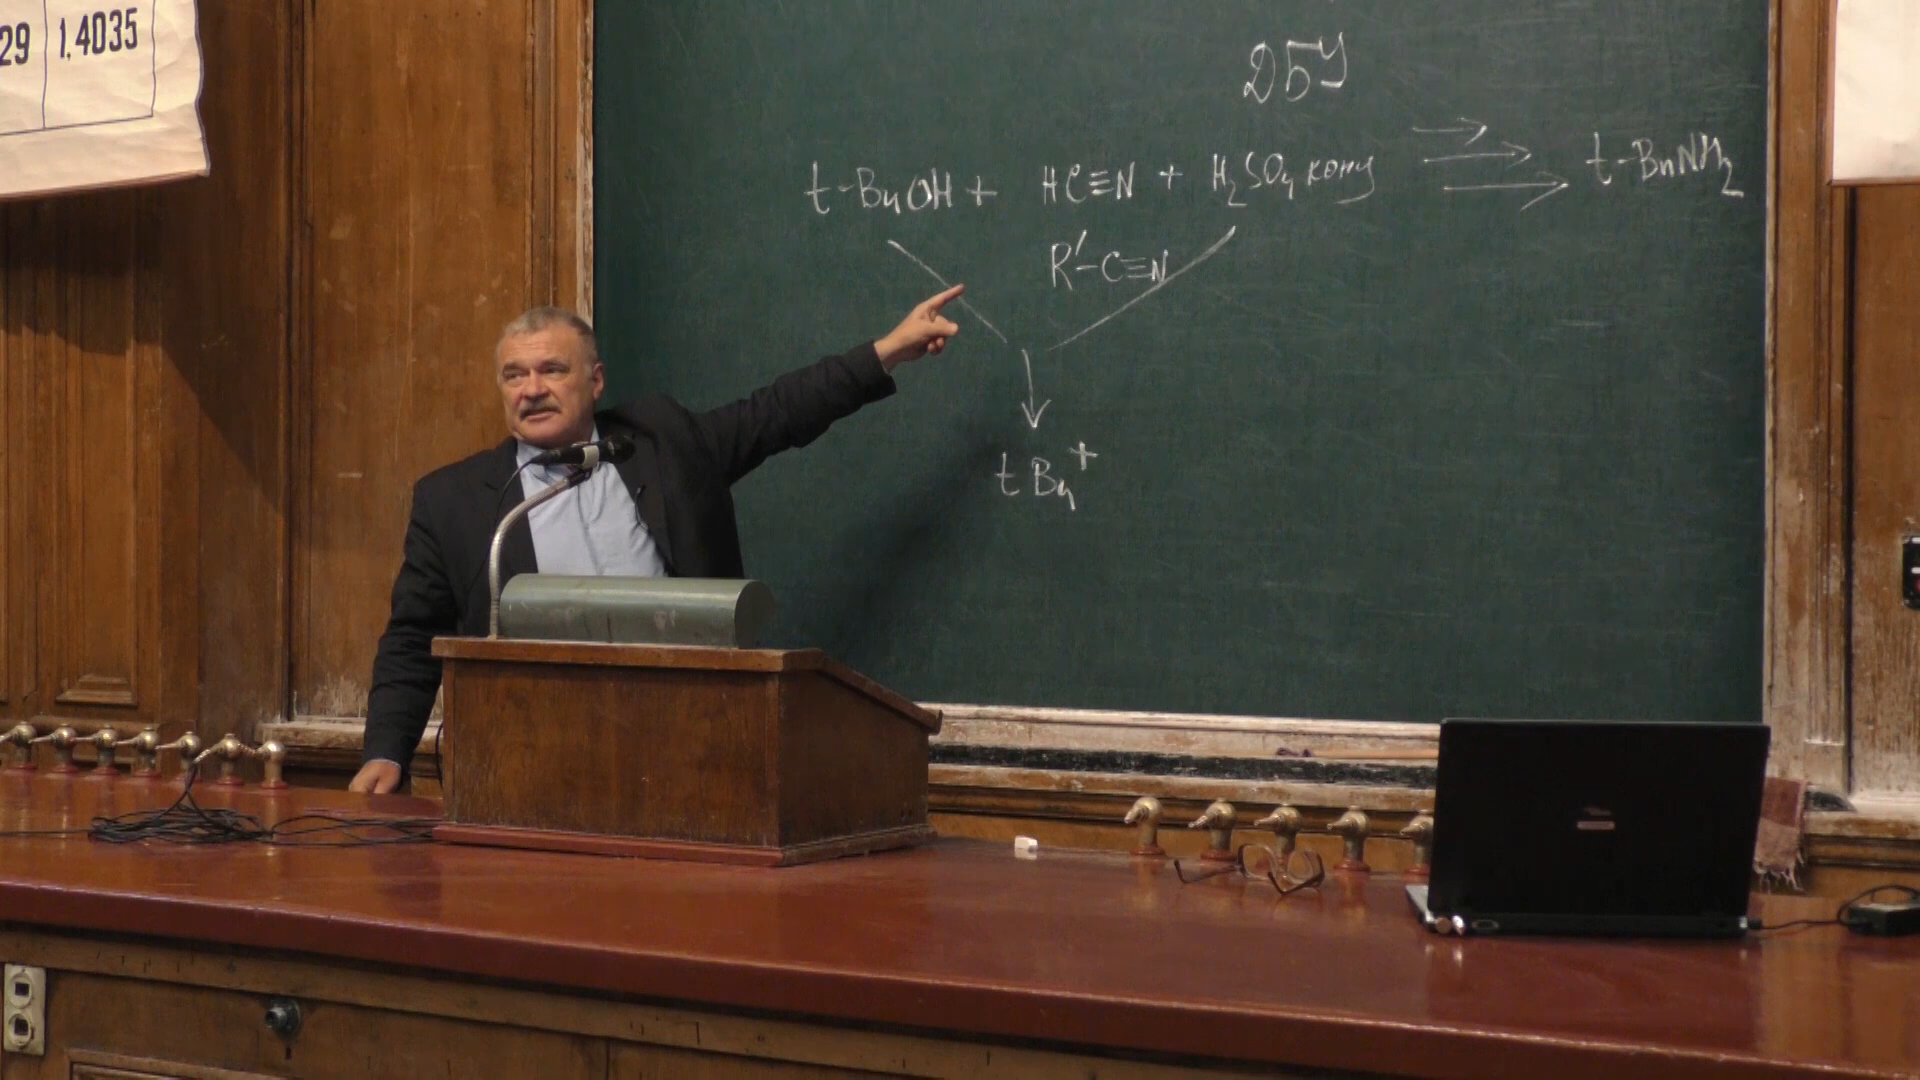 29 1,4035
ДБУ
t-BuOH + HC≡N + H₂SO₄ конц → → → t-BuNH₂
R'-C≡N
↓
tBu⁺